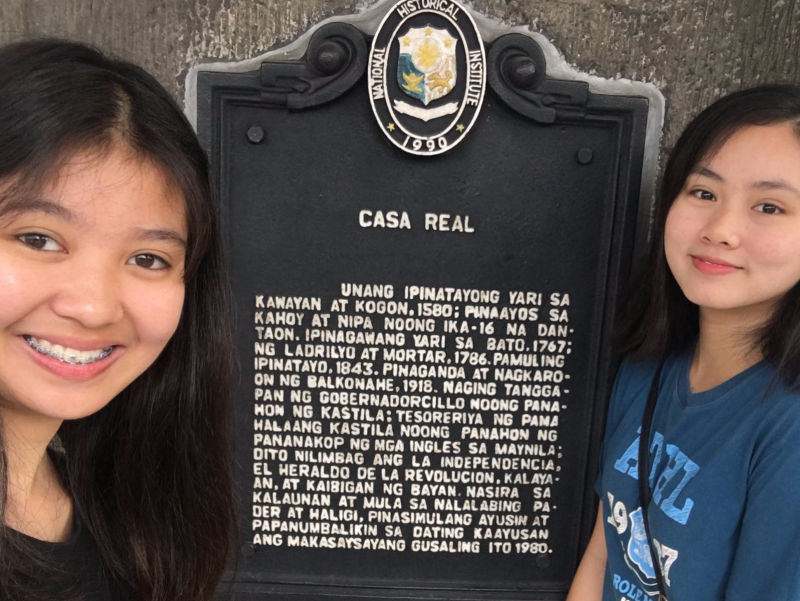 NATIONAL HISTORICAL INSTITUTE
1990
CASA REAL
UNANG IPINATAYONG YARI SA
KAWAYAN AT KOGON, 1580; PINAAYOS SA
KAHOY AT NIPA NOONG IKA-16 NA DAN-
TAON. IPINAGAWANG YARI SA BATO, 1767;
NG LADRILYO AT MORTAR, 1786. PAMULING
IPINATAYO, 1843. PINAGANDA AT NAGKARO-
ON NG BALKONAHE, 1918. NAGING TANGGA-
PAN NG GOBERNADORCILLO NOONG PANA-
HON NG KASTILA; TESORERIYA NG PAMA
HALAANG KASTILA NOONG PANAHON NG
PANANAKOP NG MGA INGLES SA MAYNILA;
DITO NILIMBAG ANG LA INDEPENDENCIA,
EL HERALDO DE LA REVOLUCION, KALAYA-
AN, AT KAIBIGAN NG BAYAN. NASIRA SA
KALAUNAN AT MULA SA NALALABING PA-
DER AT HALIGI, PINASIMULANG AYUSIN AT
PAPANUMBALIKIN SA DATING KAAYUSAN
ANG MAKASAYSAYANG GUSALING ITO 1980.